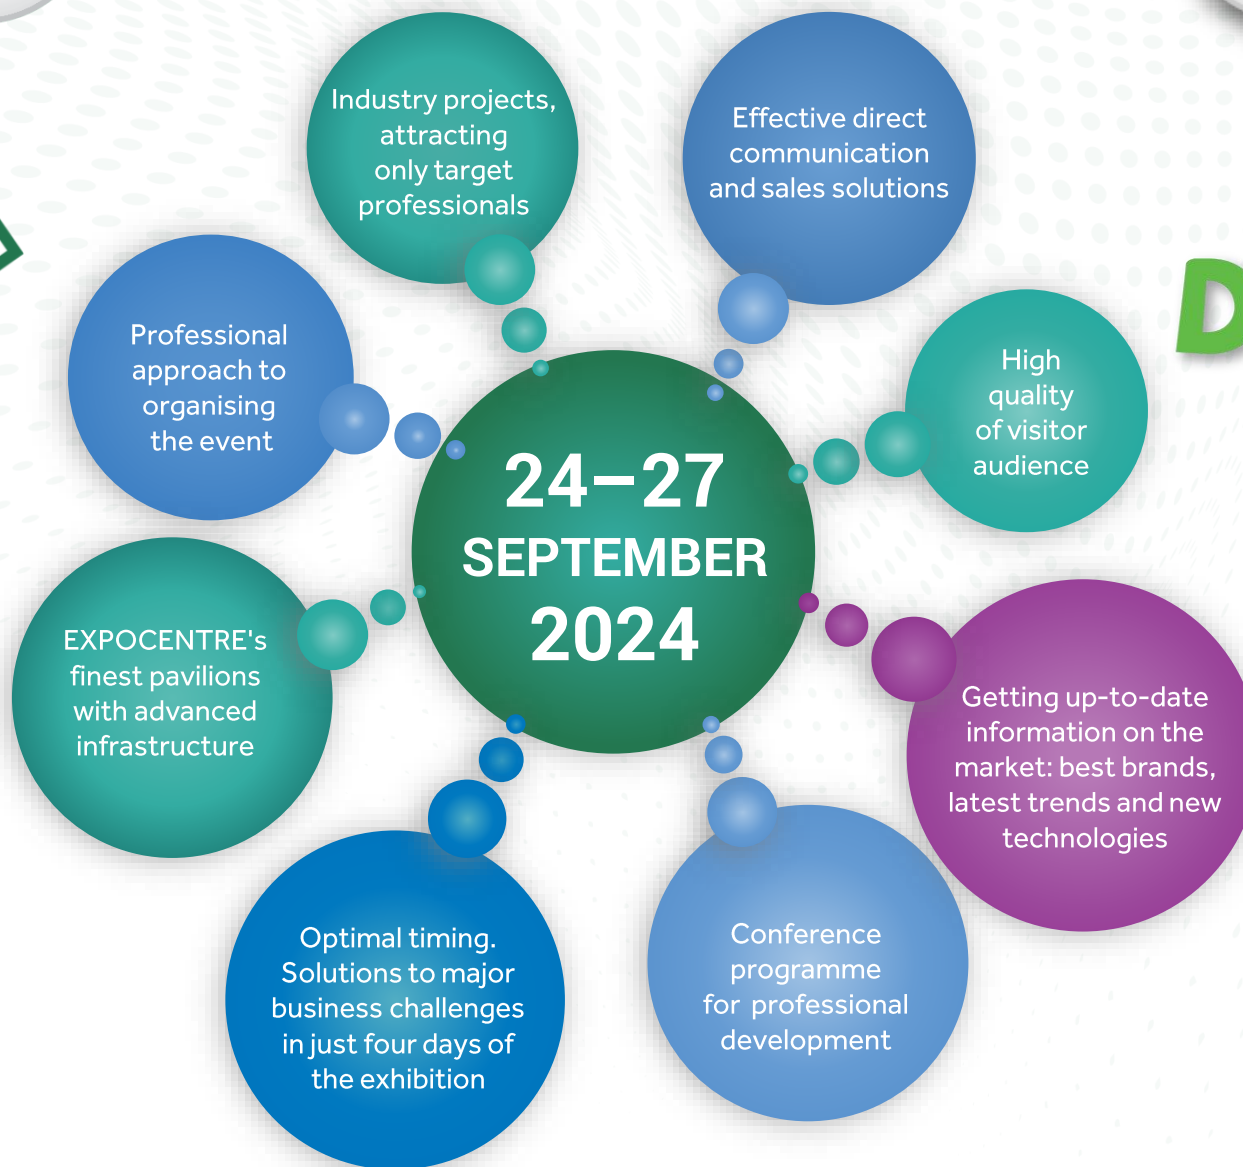 Industry projects,
attracting
only target
professionals
Effective direct
communication
and sales solutions
Professional
approach to
organising
the event
High
quality
of visitor
audience
24–27
SEPTEMBER
2024
EXPOCENTRE's
finest pavilions
with advanced
infrastructure
Getting up-to-date
information on the
market: best brands,
latest trends and new
technologies
Optimal timing.
Solutions to major
business challenges
in just four days of
the exhibition
Conference
programme
for professional
development
D